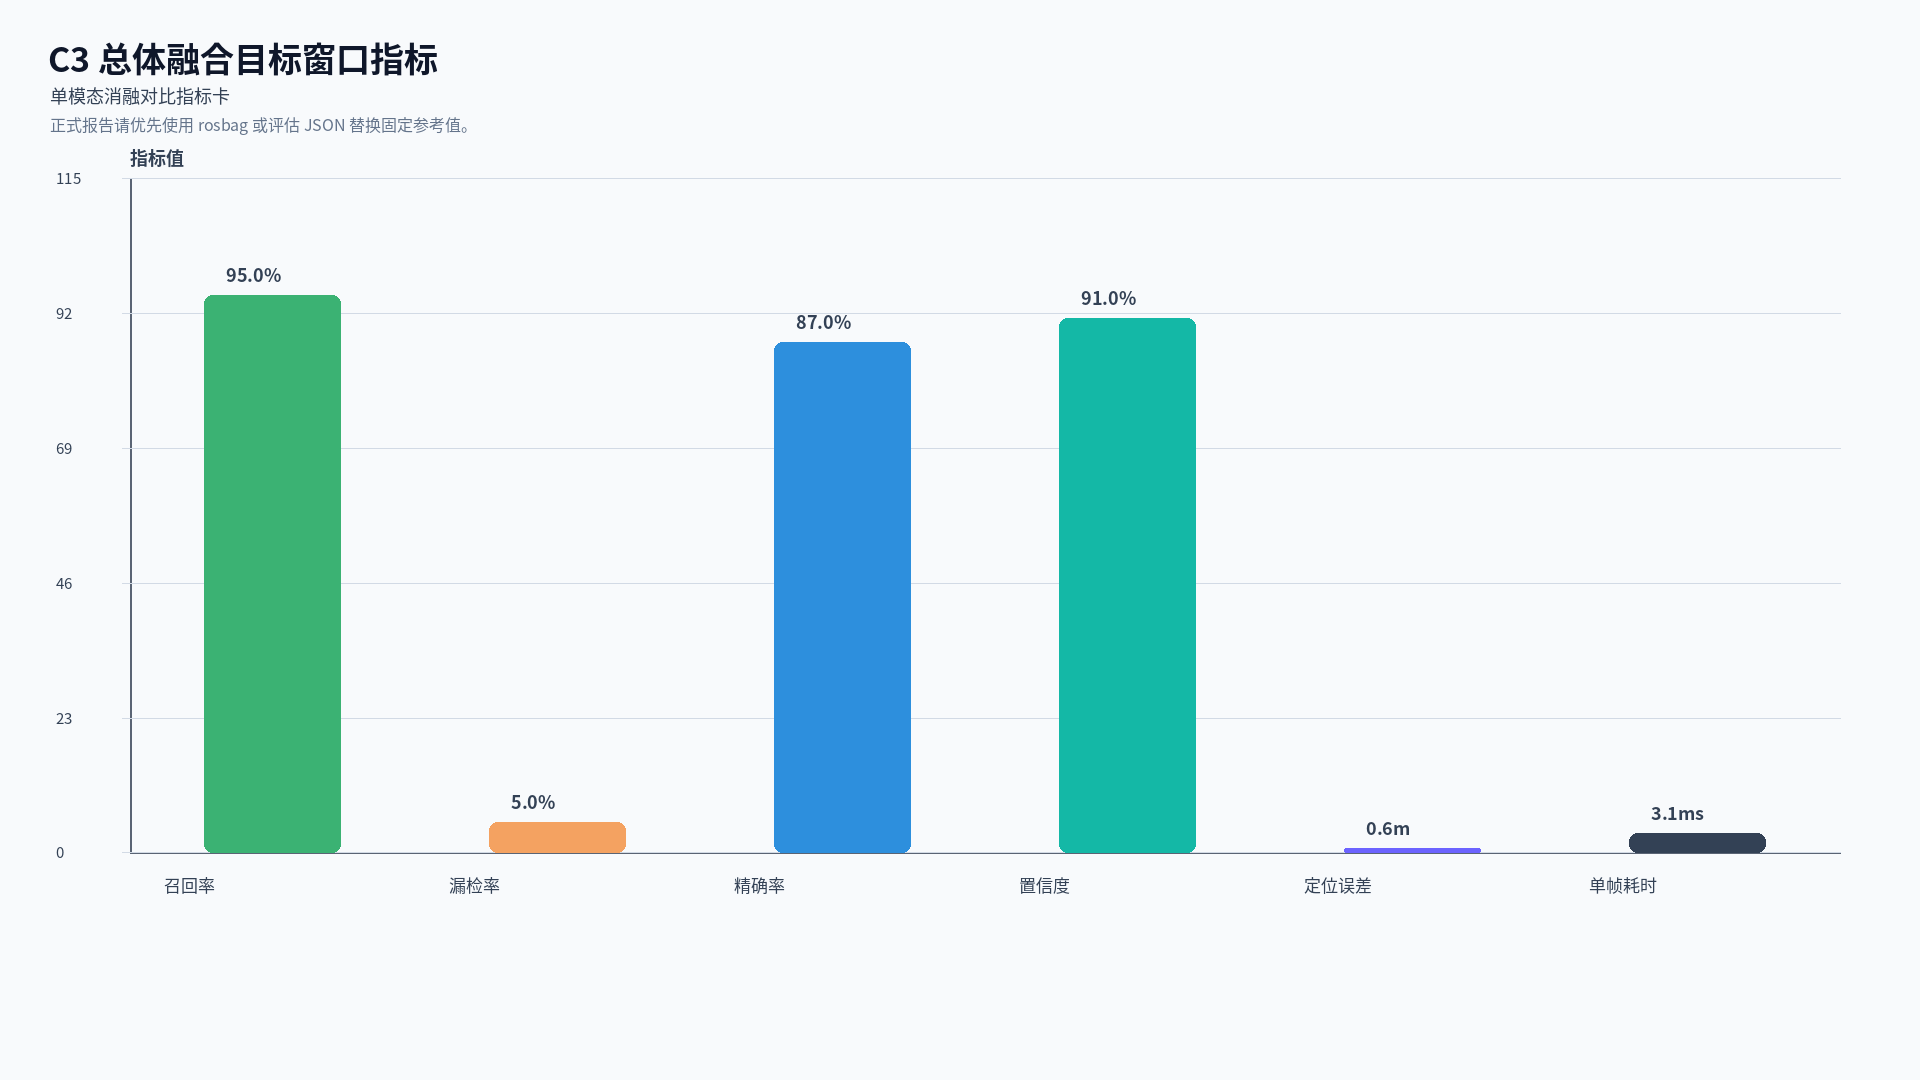 C3 总体融合目标窗口指标
单模态消融对比指标卡
正式报告请优先使用 rosbag 或评估 JSON 替换固定参考值。
指标值
115
92
69
46
23
0
95.0%
5.0%
87.0%
91.0%
0.6m
3.1ms
召回率
漏检率
精确率
置信度
定位误差
单帧耗时